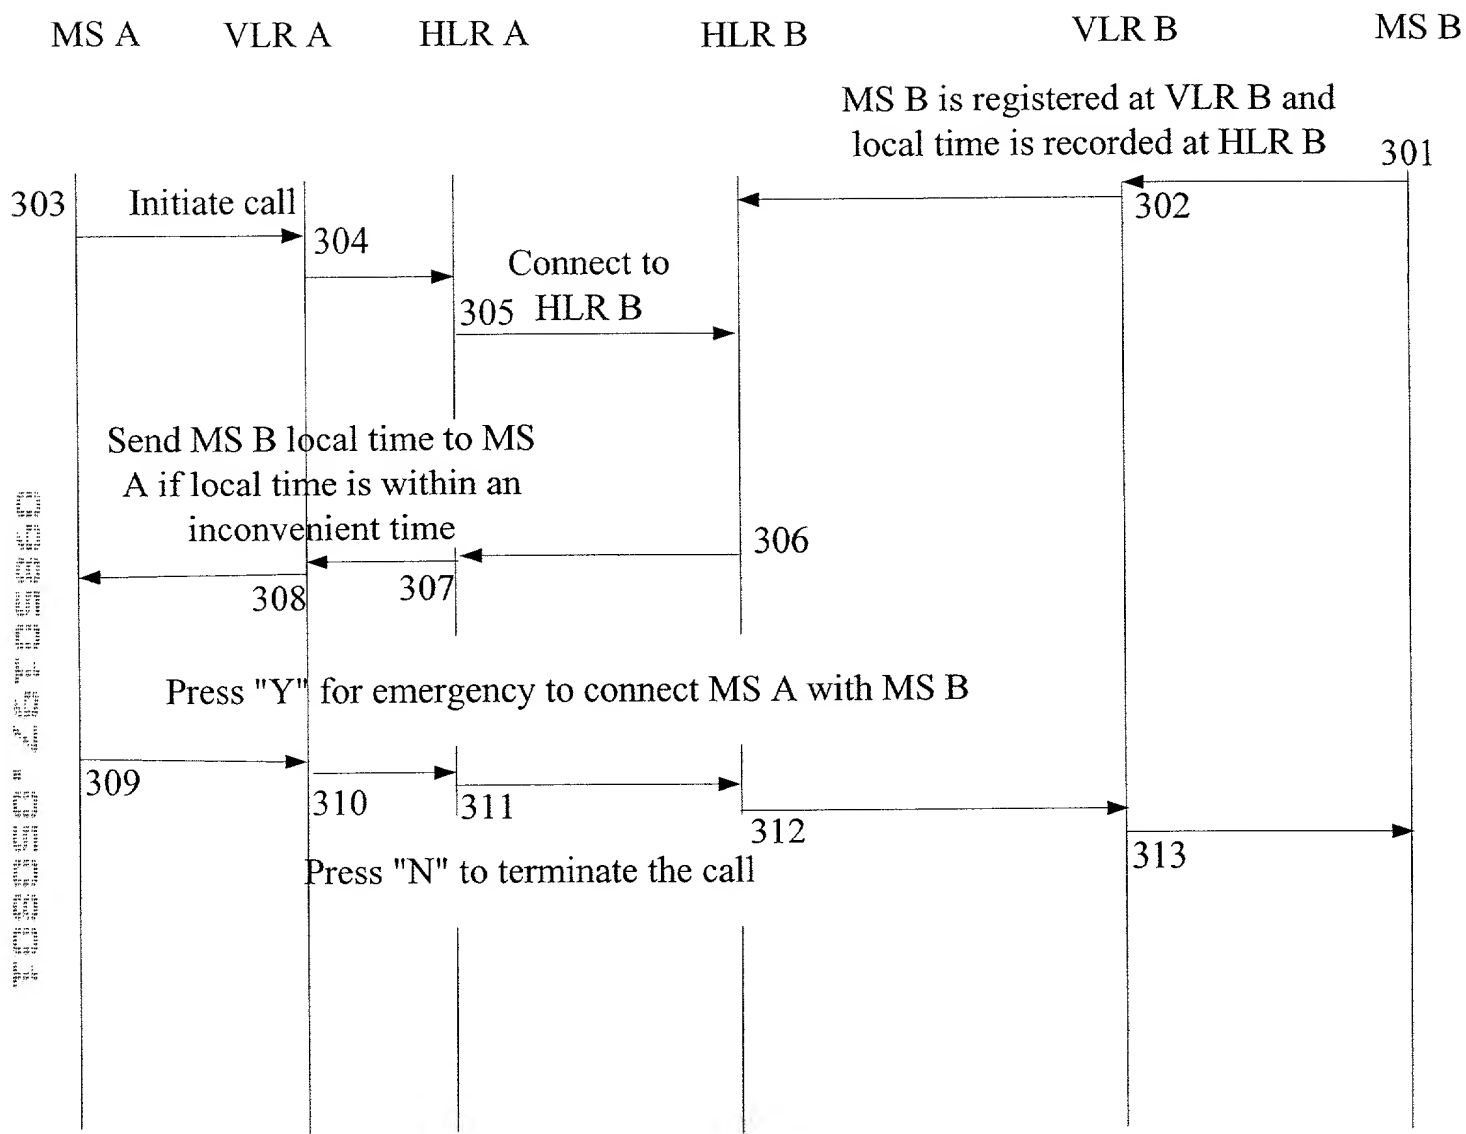 MS A VLR A HLR A HLR B VLR B MS B
MS B is registered at VLR B and
local time is recorded at HLR B
301
303
Initiate call
302
304
Connect to
305 HLR B
Send MS B local time to MS
A if local time is within an
inconvenient time
306
308
307
Press "Y" for emergency to connect MS A with MS B
309
310
311
312
313
Press "N" to terminate the call
09850197.050801